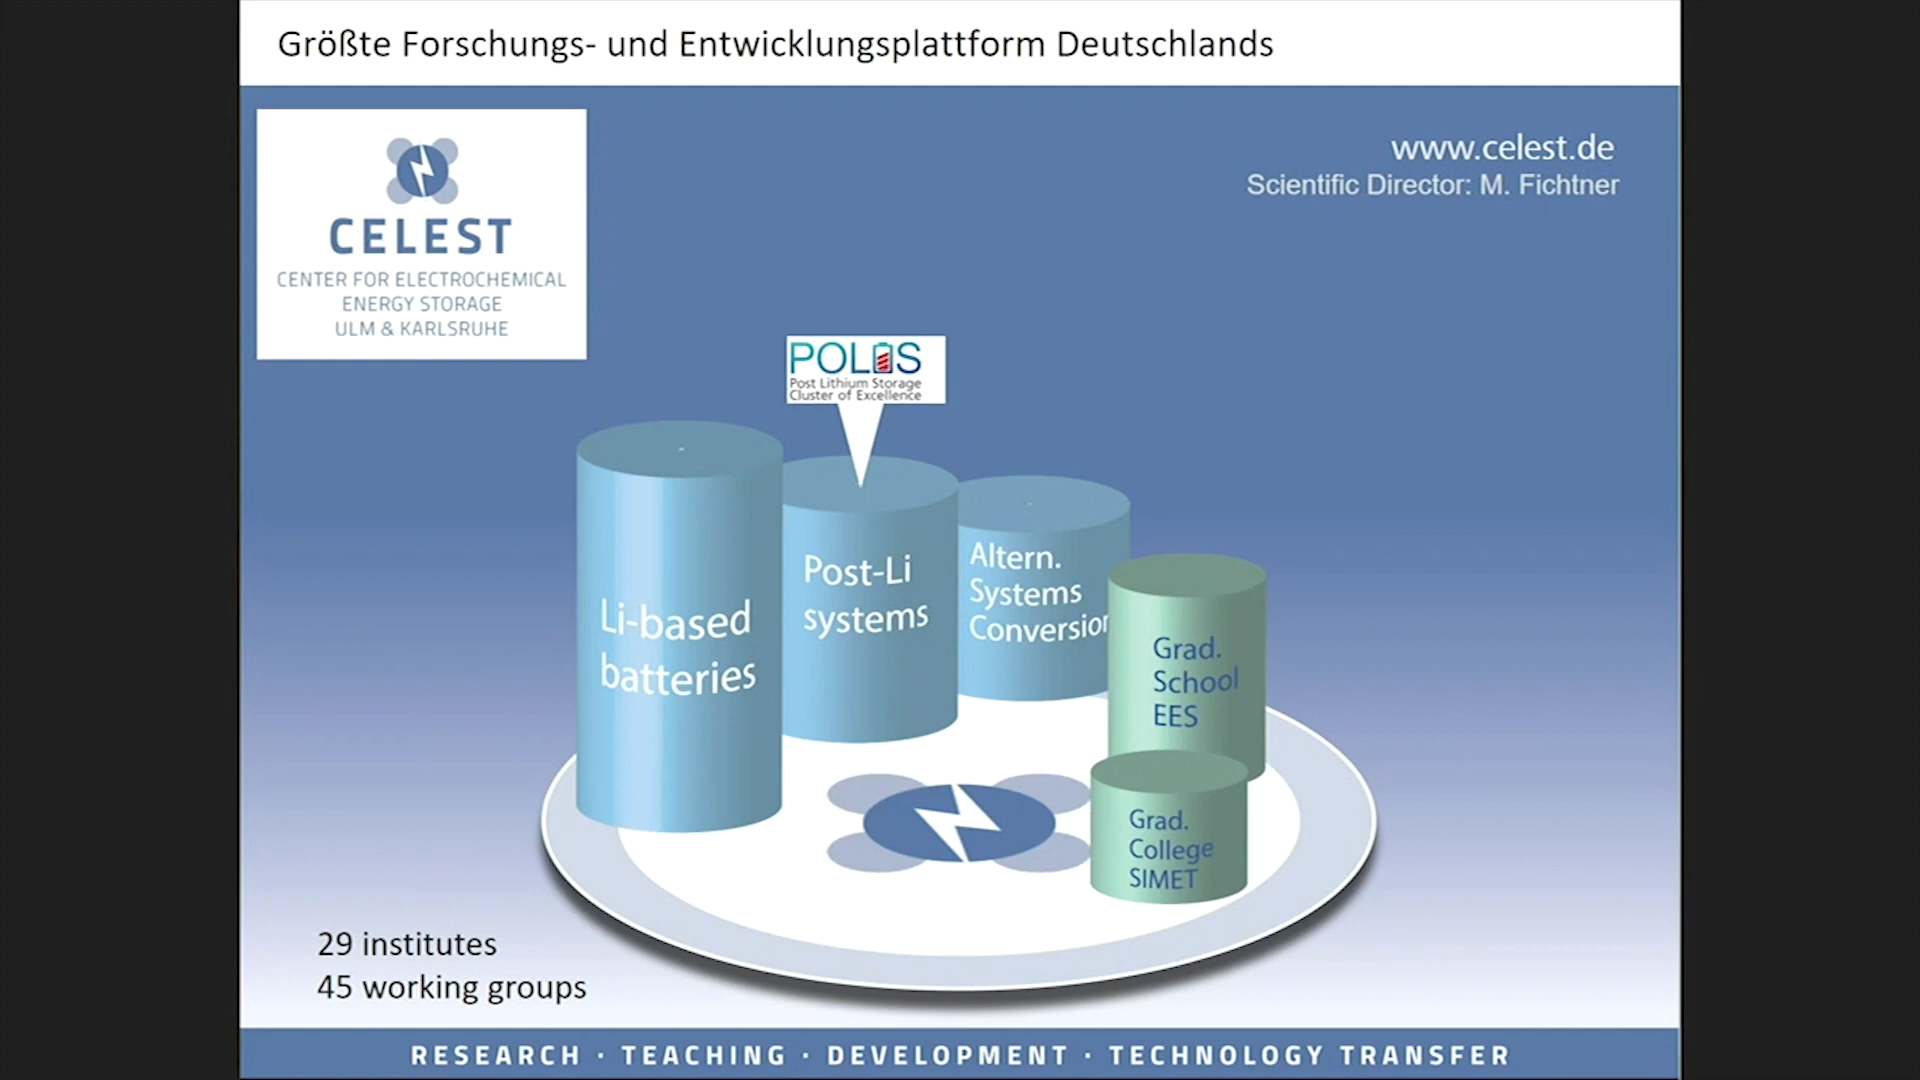 Größte Forschungs- und Entwicklungsplattform Deutschlands
www.celest.de
Scientific Director: M. Fichtner
CELEST
CENTER FOR ELECTROCHEMICAL
ENERGY STORAGE
ULM & KARLSRUHE
POLiS
Post Lithium Storage
Cluster of Excellence
Li-based
batteries
Post-Li
systems
Altern.
Systems
Conversion
Grad.
School
EES
Grad.
College
SIMET
29 institutes
45 working groups
RESEARCH · TEACHING · DEVELOPMENT · TECHNOLOGY TRANSFER